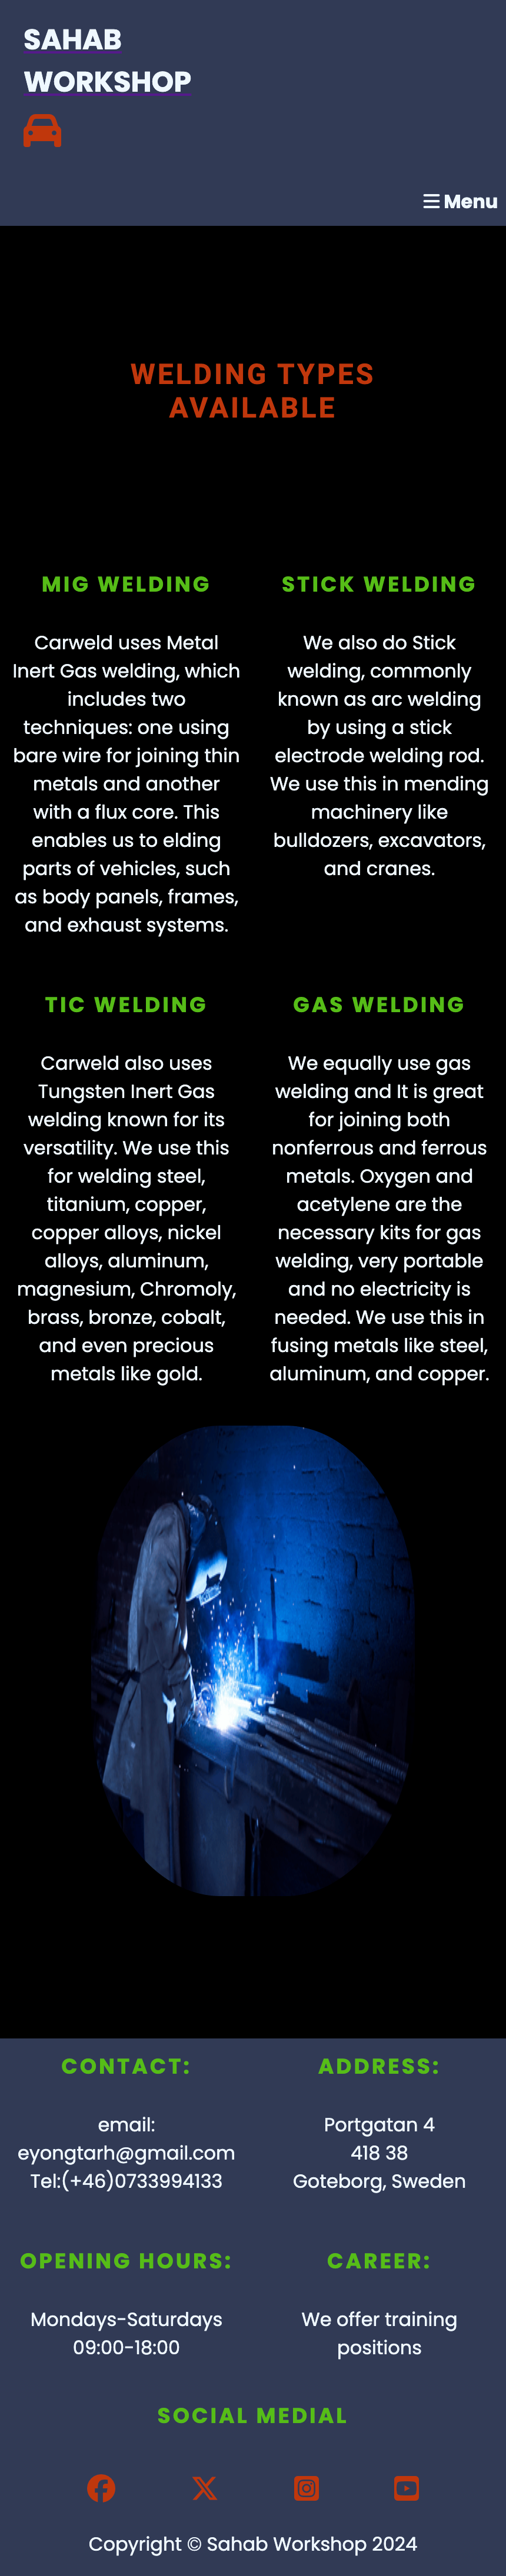 SAHAB
WORKSHOP
Menu
WELDING TYPES
AVAILABLE
MIG WELDING
Carweld uses Metal
Inert Gas welding, which
includes two
techniques: one using
bare wire for joining thin
metals and another
with a flux core. This
enables us to elding
parts of vehicles, such
as body panels, frames,
and exhaust systems.
STICK WELDING
We also do Stick
welding, commonly
known as arc welding
by using a stick
electrode welding rod.
We use this in mending
machinery like
bulldozers, excavators,
and cranes.
TIC WELDING
Carweld also uses
Tungsten Inert Gas
welding known for its
versatility. We use this
for welding steel,
titanium, copper,
copper alloys, nickel
alloys, aluminum,
magnesium, Chromoly,
brass, bronze, cobalt,
and even precious
metals like gold.
GAS WELDING
We equally use gas
welding and It is great
for joining both
nonferrous and ferrous
metals. Oxygen and
acetylene are the
necessary kits for gas
welding, very portable
and no electricity is
needed. We use this in
fusing metals like steel,
aluminum, and copper.
CONTACT:
email:
eyongtarh@gmail.com
Tel:(+46)0733994133
ADDRESS:
Portgatan 4
418 38
Goteborg, Sweden
OPENING HOURS:
Mondays-Saturdays
09:00-18:00
CAREER:
We offer training
positions
SOCIAL MEDIAL
Copyright © Sahab Workshop 2024